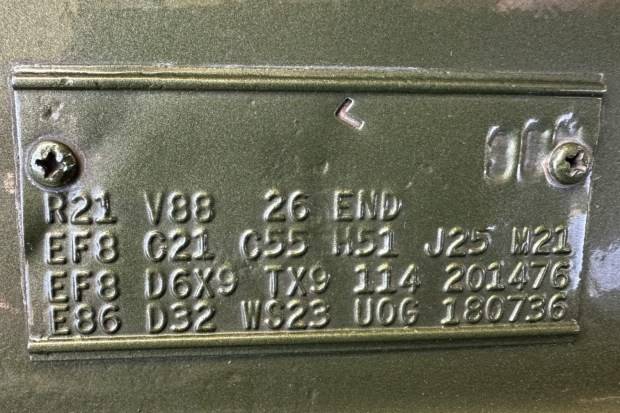 R21 V88 26 END
EF8 C21 C55 H51 J25 M21
EF8 D6X9 TX9 114 201476
E86 D32 WS23 U0G 180736